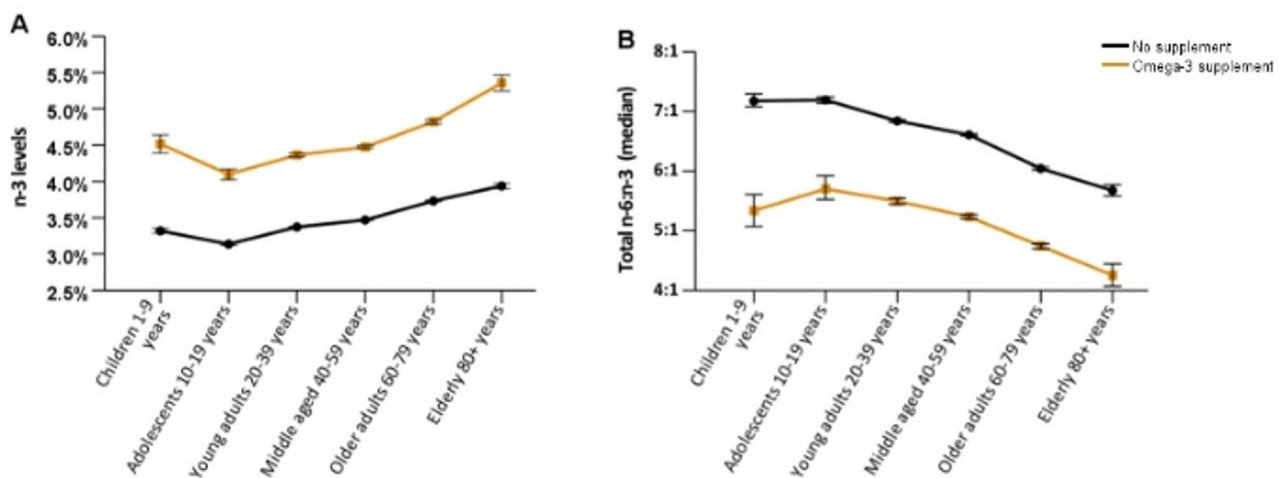 A
6.0%
5.5%
5.0%
4.5%
4.0%
3.5%
3.0%
2.5%
n-3 levels
Children 1-9
years
Adolescents 10-19 years
Young adults 20-39 years
Middle aged 40-59 years
Older adults 60-79 years
Elderly 80+ years
B
8:1
7:1
6:1
5:1
4:1
Total n-6:n-3 (median)
Children 1-9
years
Adolescents 10-19 years
Young adults 20-39 years
Middle aged 40-59 years
Older adults 60-79 years
Elderly 80+ years
No supplement
Omega-3 supplement